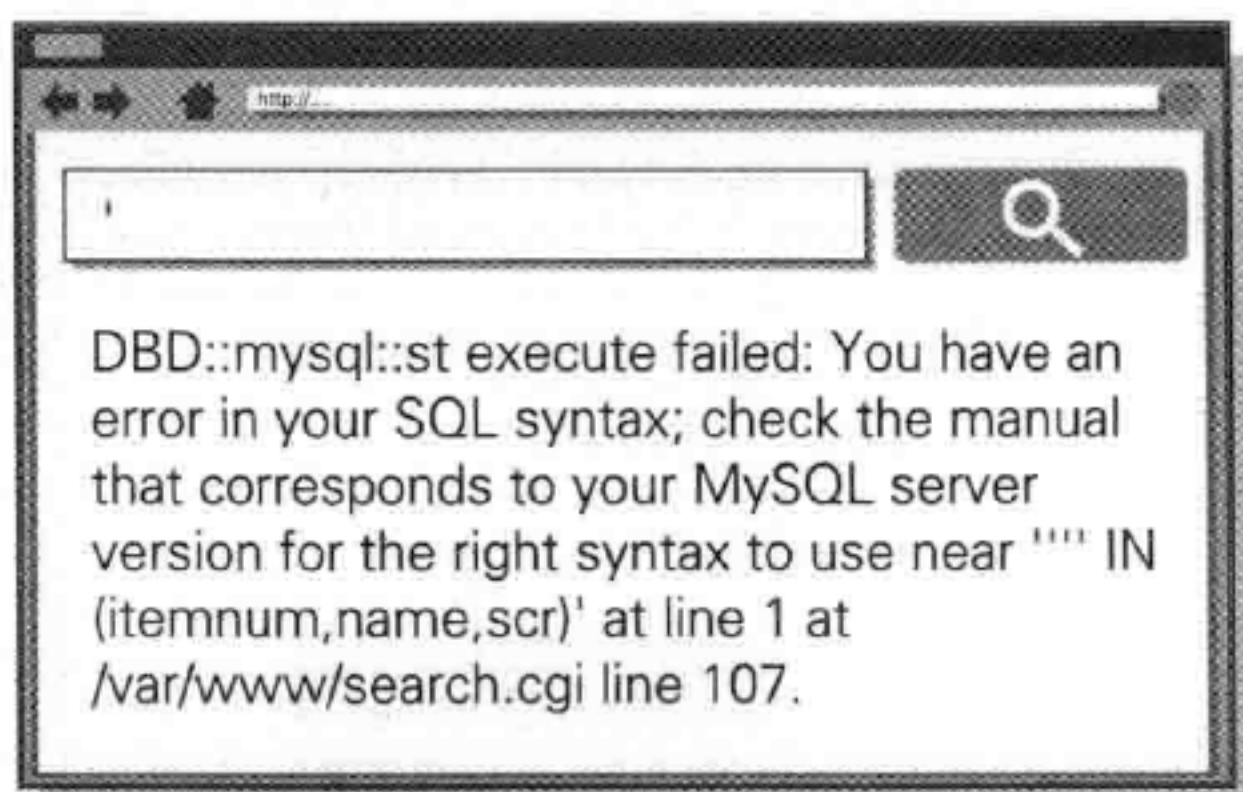 http://.....
'
DBD::mysql::st execute failed: You have an
error in your SQL syntax; check the manual
that corresponds to your MySQL server
version for the right syntax to use near '''' IN
(itemnum,name,scr)' at line 1 at
/var/www/search.cgi line 107.